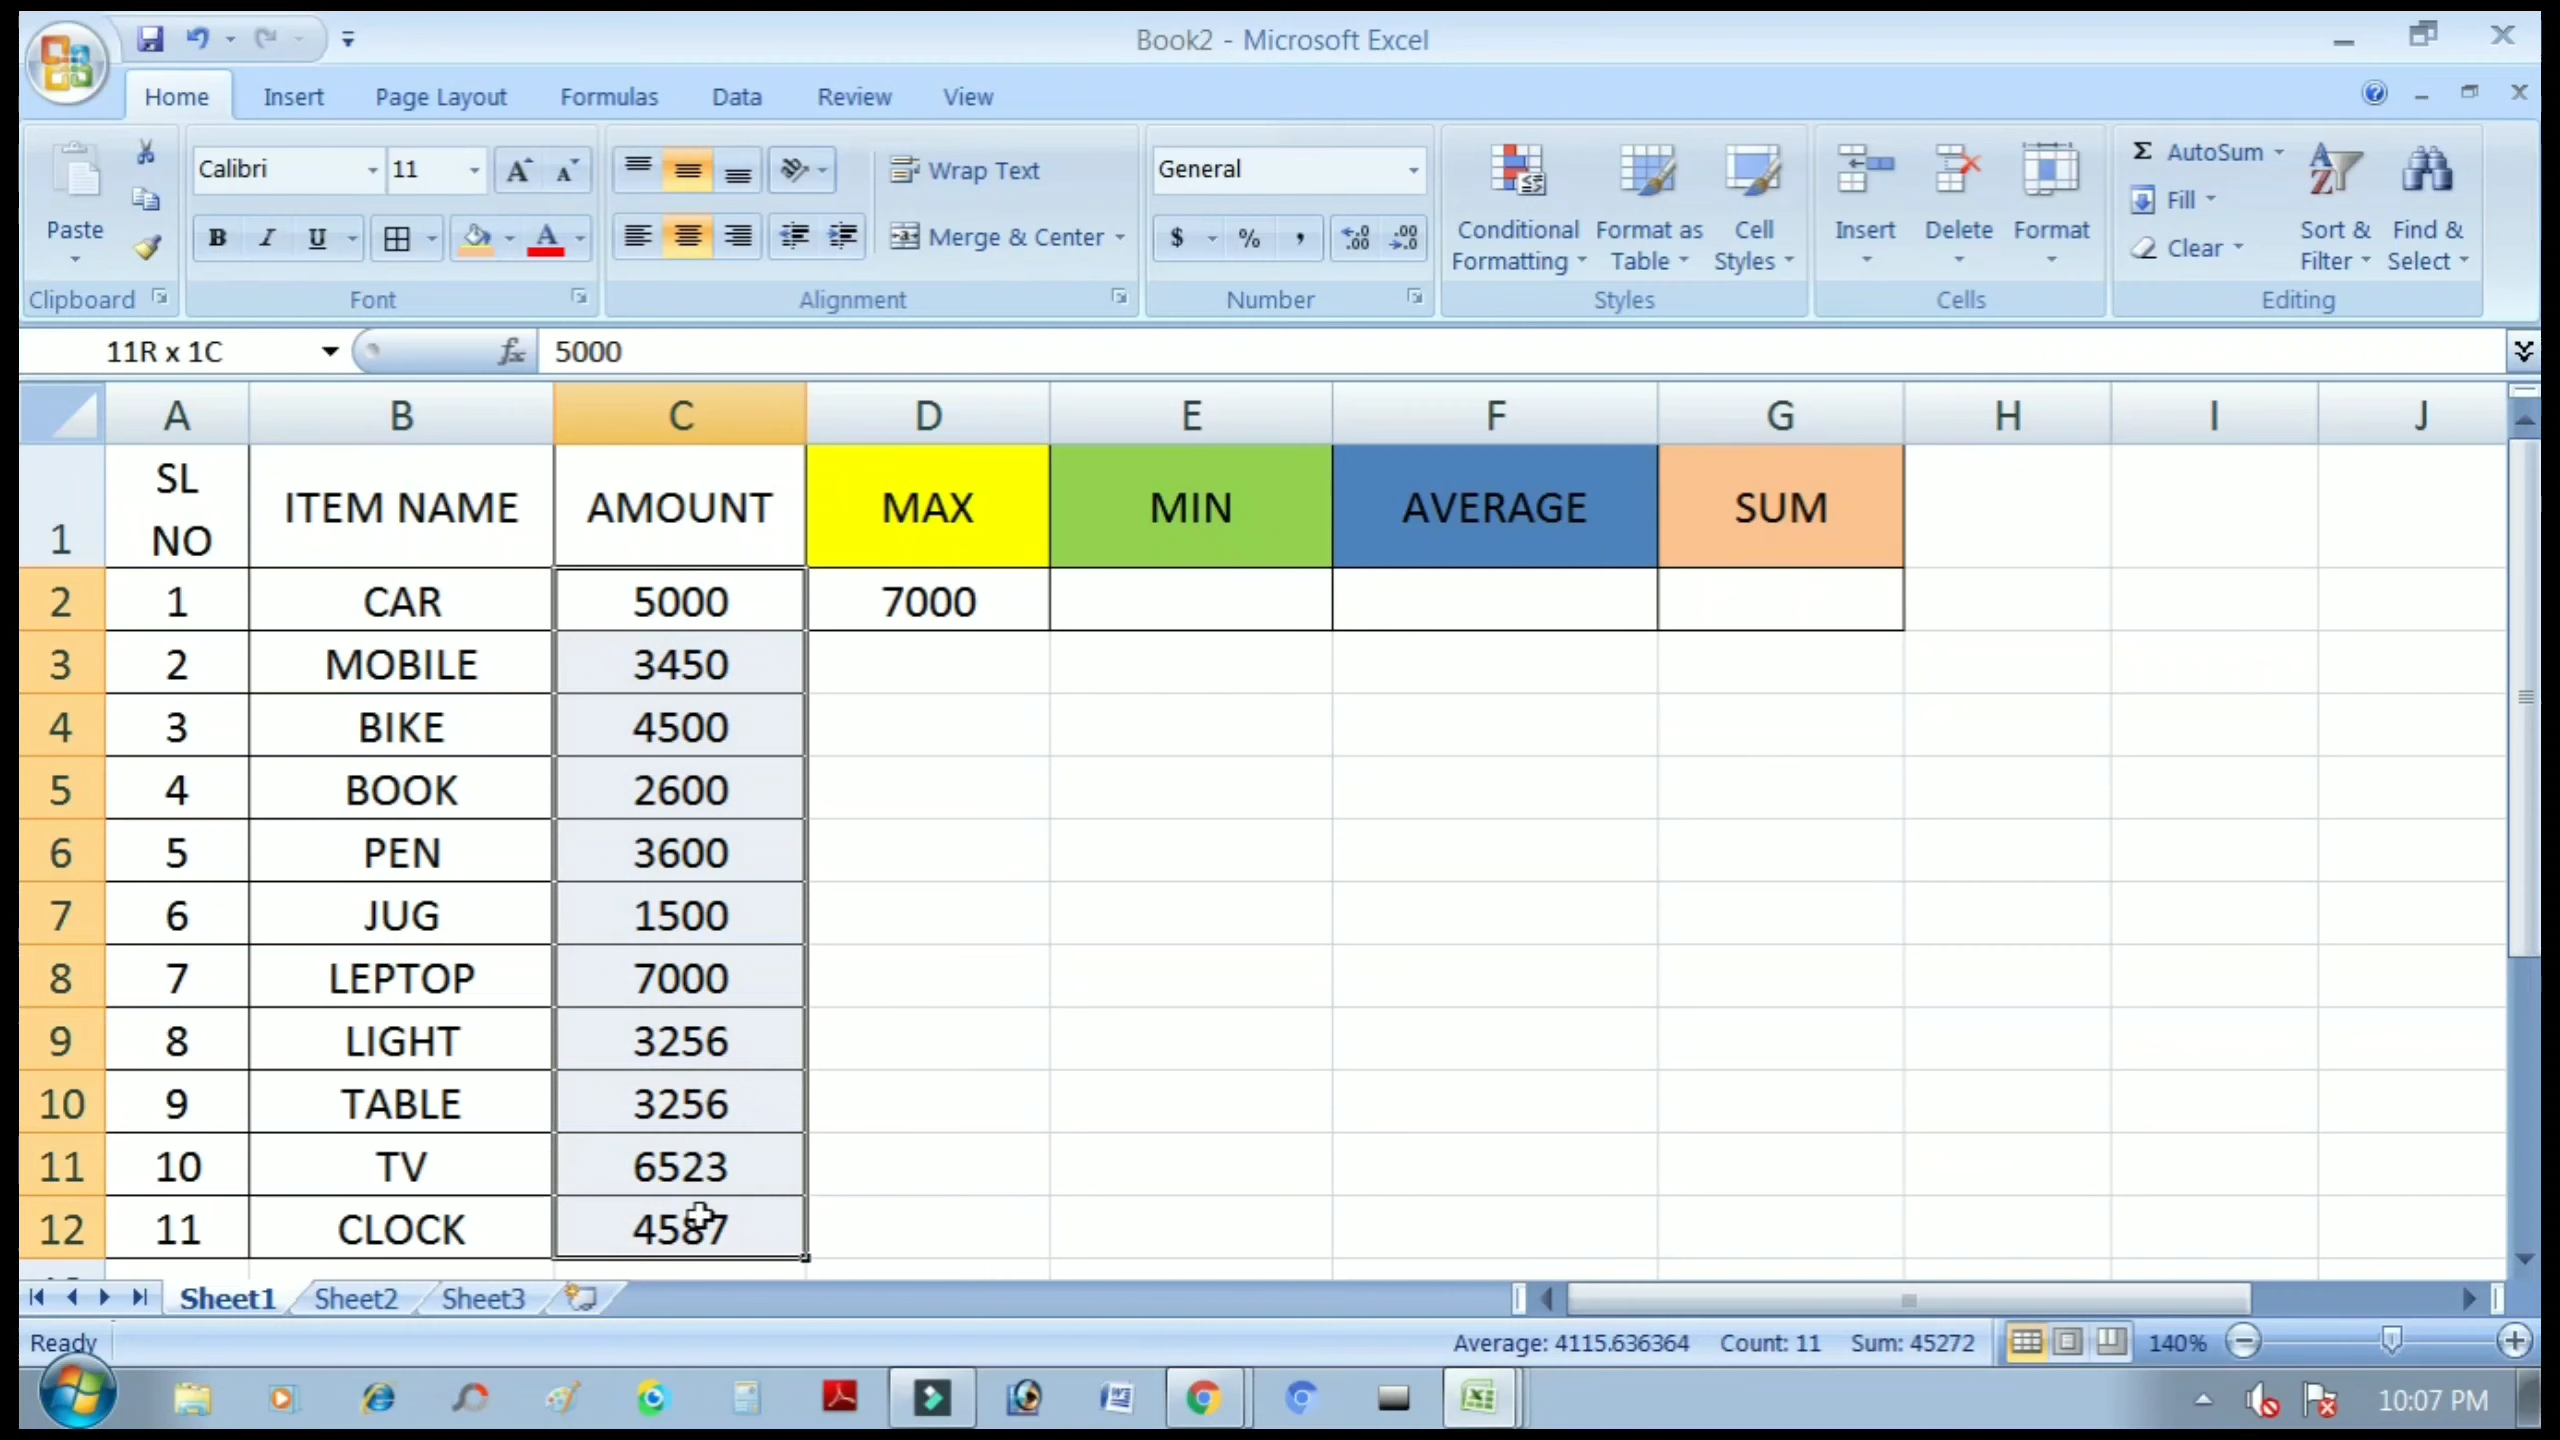 Book2 - Microsoft Excel
Home Insert Page Layout Formulas Data Review View
Calibri 11 Wrap Text General AutoSum
Paste Conditional Formatting Format as Table Cell Styles Insert Delete Format Fill Sort & Filter Find & Select
B I U Merge & Center $ % , Clear
Clipboard Font Alignment Number Styles Cells Editing
11R x 1C fx 5000
A B C D E F G H I J
1 SL NO ITEM NAME AMOUNT MAX MIN AVERAGE SUM
2 1 CAR 5000 7000
3 2 MOBILE 3450
4 3 BIKE 4500
5 4 BOOK 2600
6 5 PEN 3600
7 6 JUG 1500
8 7 LEPTOP 7000
9 8 LIGHT 3256
10 9 TABLE 3256
11 10 TV 6523
12 11 CLOCK 4587
Sheet1 Sheet2 Sheet3
Ready Average: 4115.636364 Count: 11 Sum: 45272 140%
10:07 PM